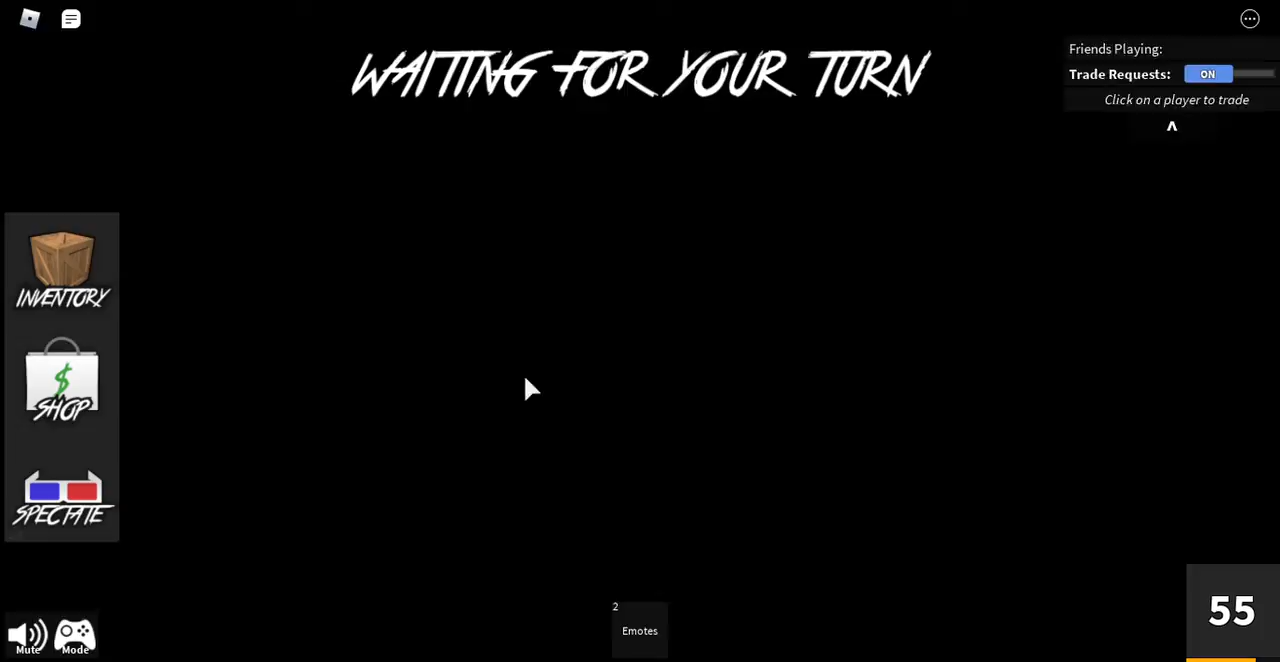 WAITING FOR YOUR TURN
Friends Playing:
Trade Requests: ON
Click on a player to trade
INVENTORY
$
SHOP
SPECTATE
Mute
Mode
2
Emotes
55